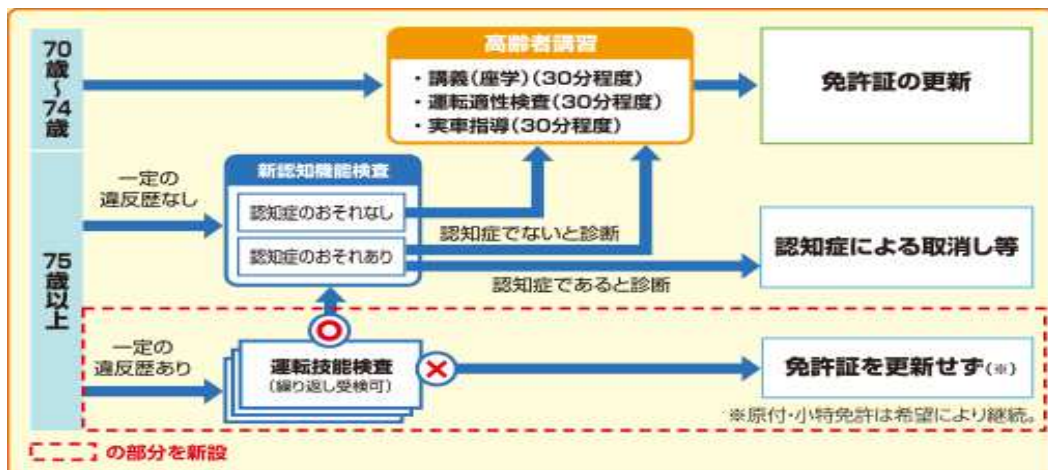 70歳～74歳
高齢者講習
・講義(座学)(30分程度)
・運転適性検査(30分程度)
・実車指導(30分程度)
免許証の更新
75歳以上
一定の
違反歴なし
新認知機能検査
認知症のおそれなし
認知症のおそれあり
認知症でないと診断
認知症であると診断
認知症による取消し等
一定の
違反歴あり
運転技能検査
(繰り返し受検可)
免許証を更新せず(※)
※原付・小特免許は希望により継続。
の部分を新設